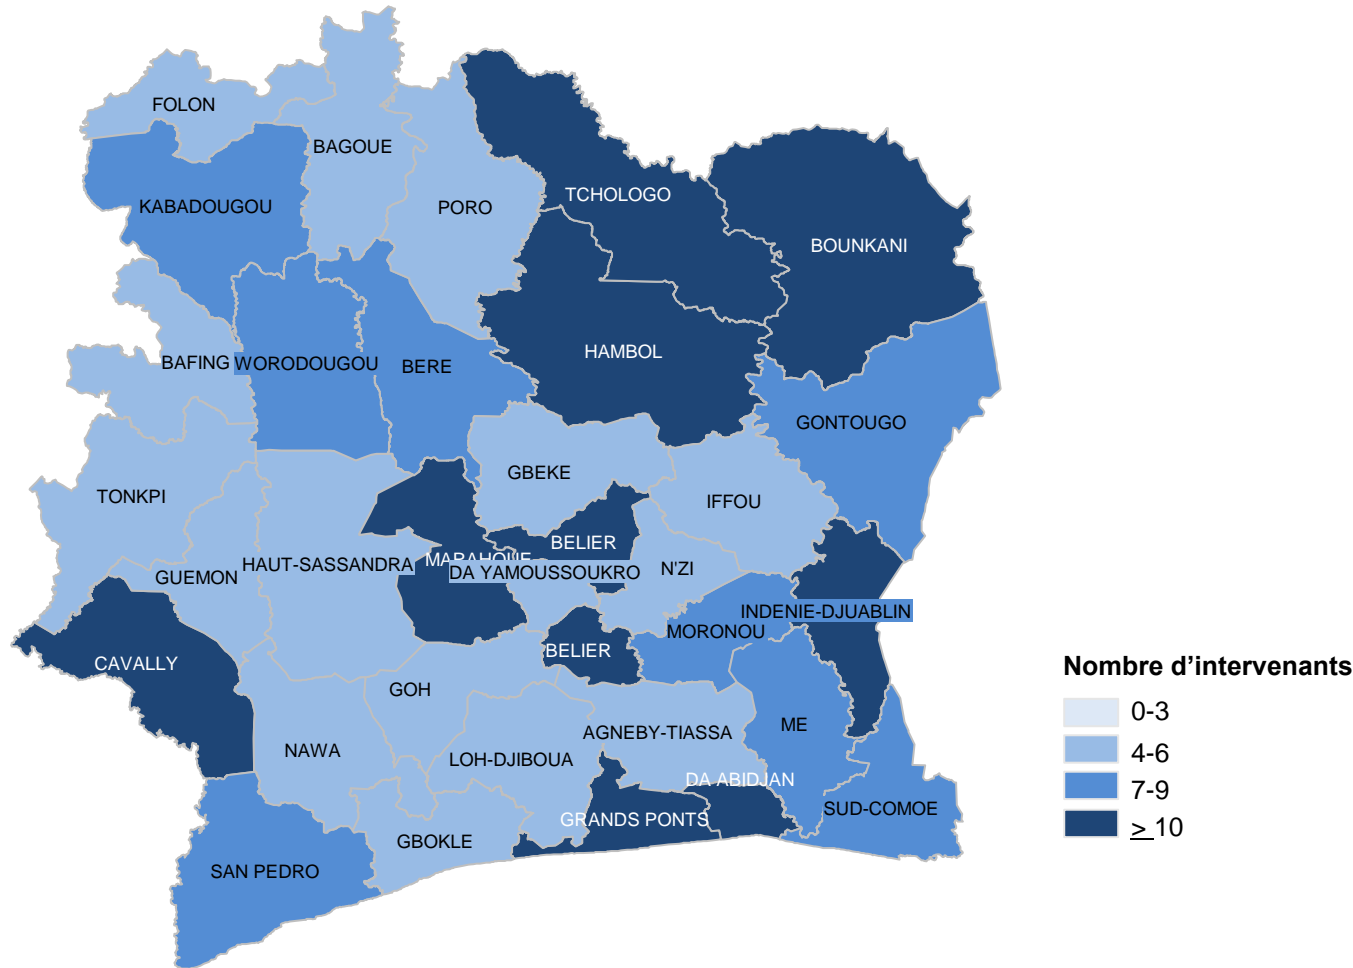 FOLON
BAGOUE
KABADOUGOU
PORO
TCHOLOGO
BOUNKANI
BAFING
WORODOUGOU
BERE
HAMBOL
GONTOUGO
TONKPI
GBEKE
IFFOU
BELIER
HAUT-SASSANDRA
MARAHOUE
DA YAMOUSSOUKRO
N'ZI
GUEMON
INDENIE-DJUABLIN
MORONOU
CAVALLY
BELIER
GOH
ME
NAWA
LOH-DJIBOUA
AGNEBY-TIASSA
DA ABIDJAN
SUD-COMOE
GRANDS PONTS
GBOKLE
SAN PEDRO
Nombre d’intervenants
0-3
4-6
7-9
> 10